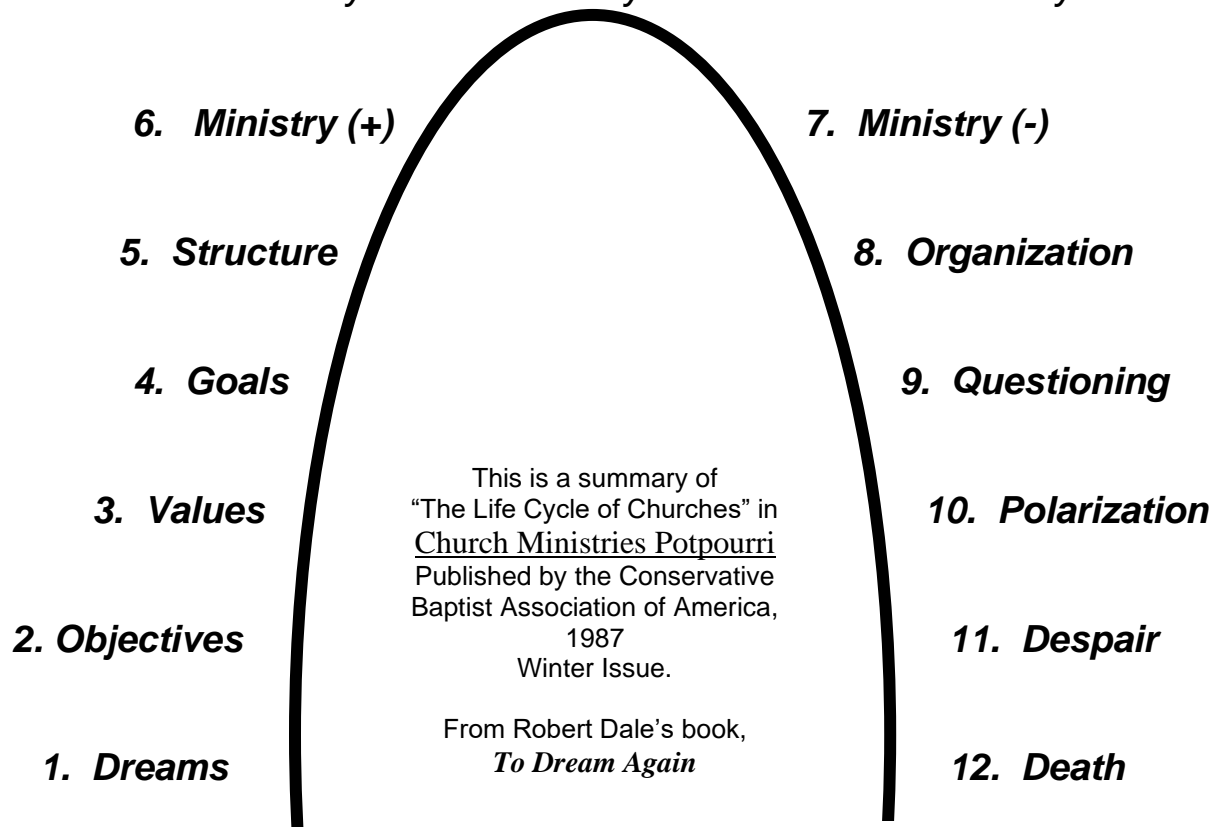 6. Ministry (+)
7. Ministry (-)
5. Structure
8. Organization
4. Goals
9. Questioning
3. Values
10. Polarization
2. Objectives
11. Despair
1. Dreams
12. Death
This is a summary of
“The Life Cycle of Churches” in
Church Ministries Potpourri
Published by the Conservative
Baptist Association of America,
1987
Winter Issue.
From Robert Dale’s book,
To Dream Again